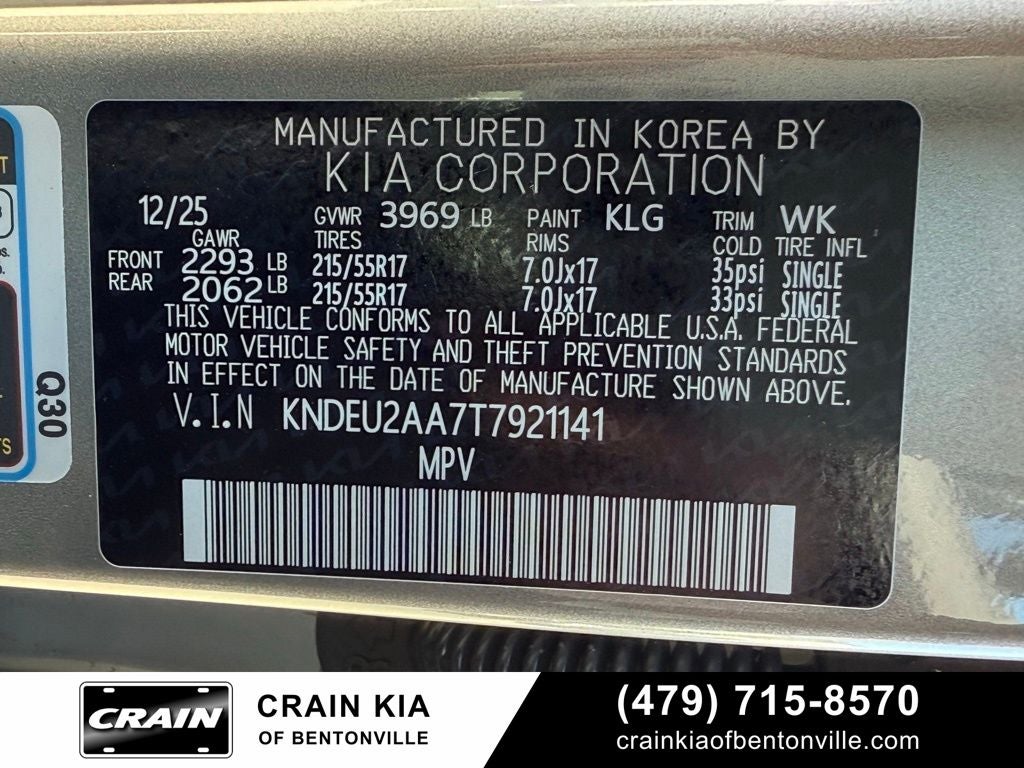 MANUFACTURED IN KOREA BY
KIA CORPORATION
12/25 GVWR 3969 LB PAINT KLG TRIM WK
GAWR TIRES RIMS COLD TIRE INFL
FRONT 2293 LB 215/55R17 7.0Jx17 35psi SINGLE
REAR 2062 LB 215/55R17 7.0Jx17 33psi SINGLE
THIS VEHICLE CONFORMS TO ALL APPLICABLE U.S.A. FEDERAL
MOTOR VEHICLE SAFETY AND THEFT PREVENTION STANDARDS
IN EFFECT ON THE DATE OF MANUFACTURE SHOWN ABOVE.
V.I.N KNDEU2AA7T7921141
MPV
Q30
CRAIN
CRAIN KIA
OF BENTONVILLE
(479) 715-8570
crainkiaofbentonville.com